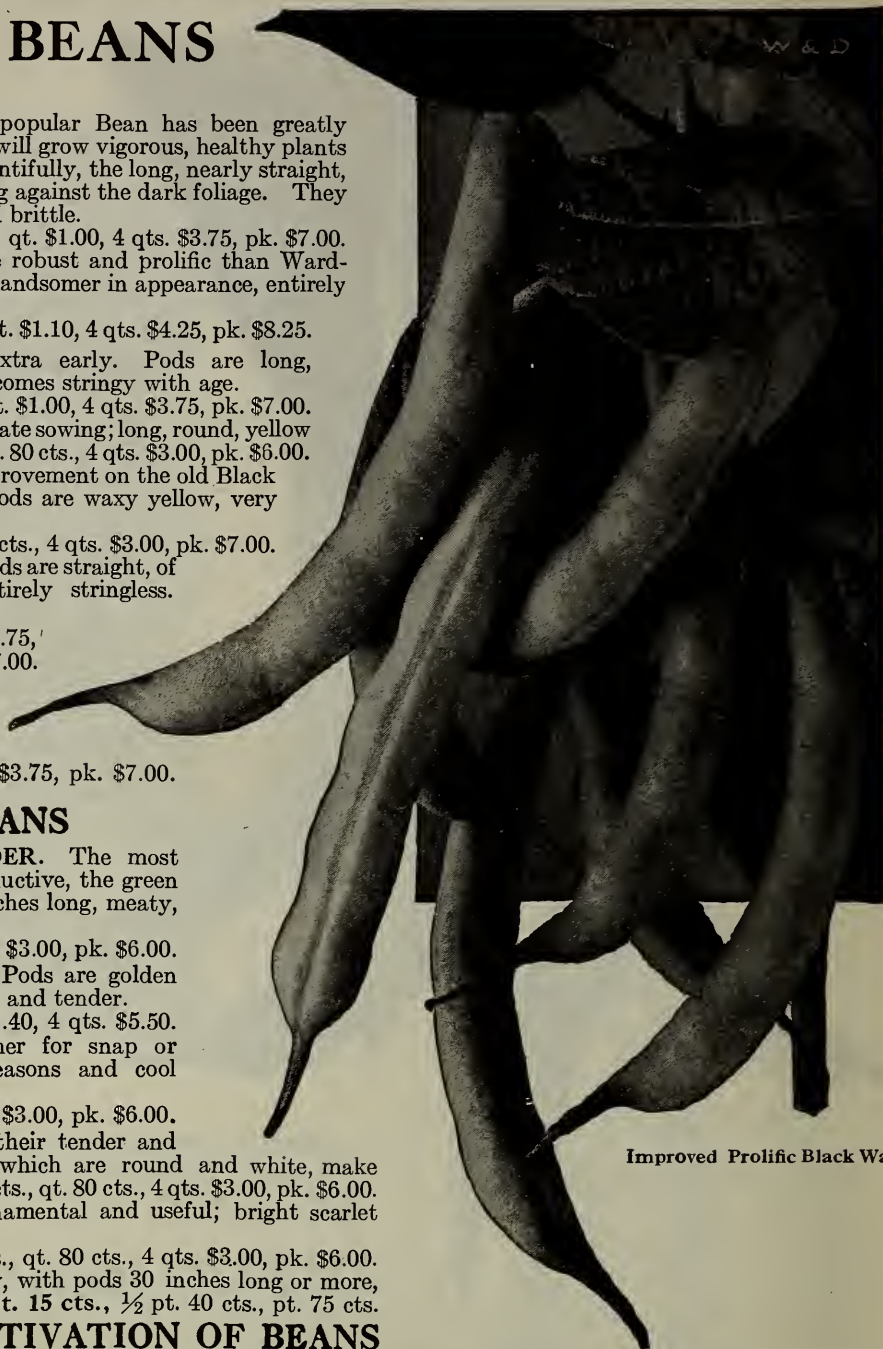 BEANS
W & D
popular Bean has been greatly
will grow vigorous, healthy plants
ntifully, the long, nearly straight,
g against the dark foliage. They
brittle.
qt. $1.00, 4 qts. $3.75, pk. $7.00.
robust and prolific than Ward-
andsomer in appearance, entirely
t. $1.10, 4 qts. $4.25, pk. $8.25.
xtra early. Pods are long,
comes stringy with age.
t. $1.00, 4 qts. $3.75, pk. $7.00.
ate sowing; long, round, yellow
. 80 cts., 4 qts. $3.00, pk. $6.00.
rovement on the old Black
ods are waxy yellow, very
cts., 4 qts. $3.00, pk. $7.00.
ds are straight, of
tirely stringless.
.75,
.00.
$3.75, pk. $7.00.
ANS
DER. The most
uctive, the green
ches long, meaty,
$3.00, pk. $6.00.
Pods are golden
and tender.
.40, 4 qts. $5.50.
ner for snap or
easons and cool
$3.00, pk. $6.00.
their tender and
which are round and white, make
cts., qt. 80 cts., 4 qts. $3.00, pk. $6.00.
namental and useful; bright scarlet
s., qt. 80 cts., 4 qts. $3.00, pk. $6.00.
, with pods 30 inches long or more,
t. 15 cts., ½ pt. 40 cts., pt. 75 cts.
TIVATION OF BEANS
Improved Prolific Black Wa